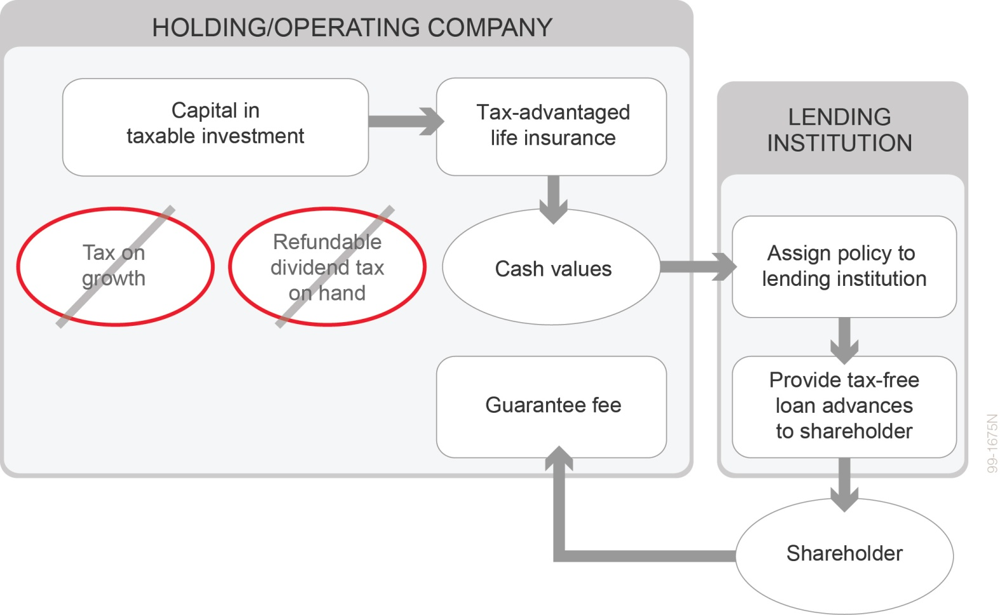 HOLDING/OPERATING COMPANY
Capital in
taxable investment
Tax-advantaged
life insurance
Tax on
growth
Refundable
dividend tax
on hand
Cash values
Guarantee fee
LENDING
INSTITUTION
Assign policy to
lending institution
Provide tax-free
loan advances
to shareholder
Shareholder
99-1675N